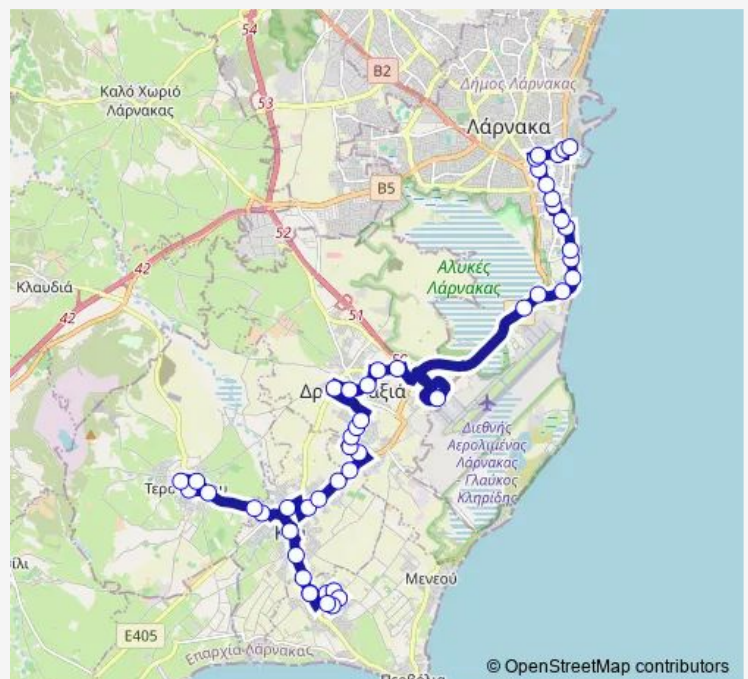 54
B2
Καλό Χωριό
Λάρνακας
Δήμος Λάρνακας
53
Λάρνακα
B5
52
42
Αλυκές
Λάρνακας
Κλαυδιά
51
42
Διεθνής
Αερολιμένας
Λάρνακας
Γλαύκος
Κληρίδης
Μενεού
E405
Επαρχία Λάρνακας
© OpenStreetMap contributors